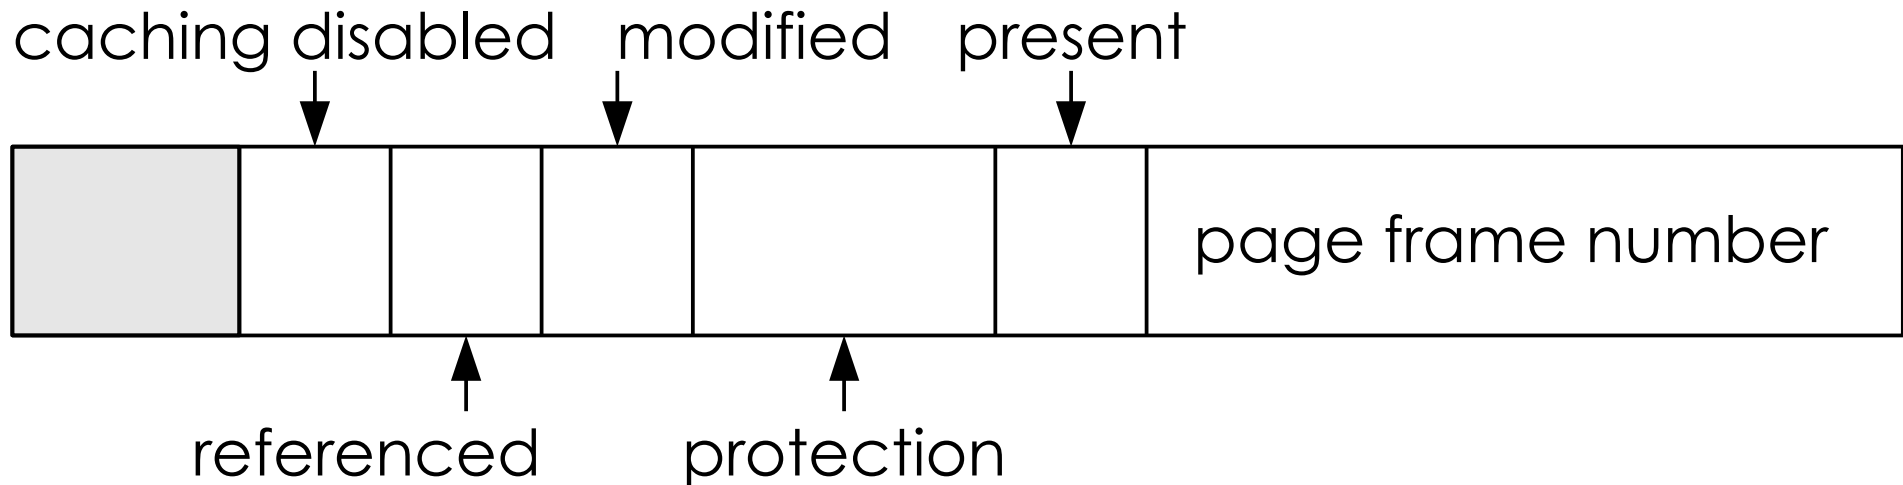 caching disabled
modified
present
page frame number
referenced
protection